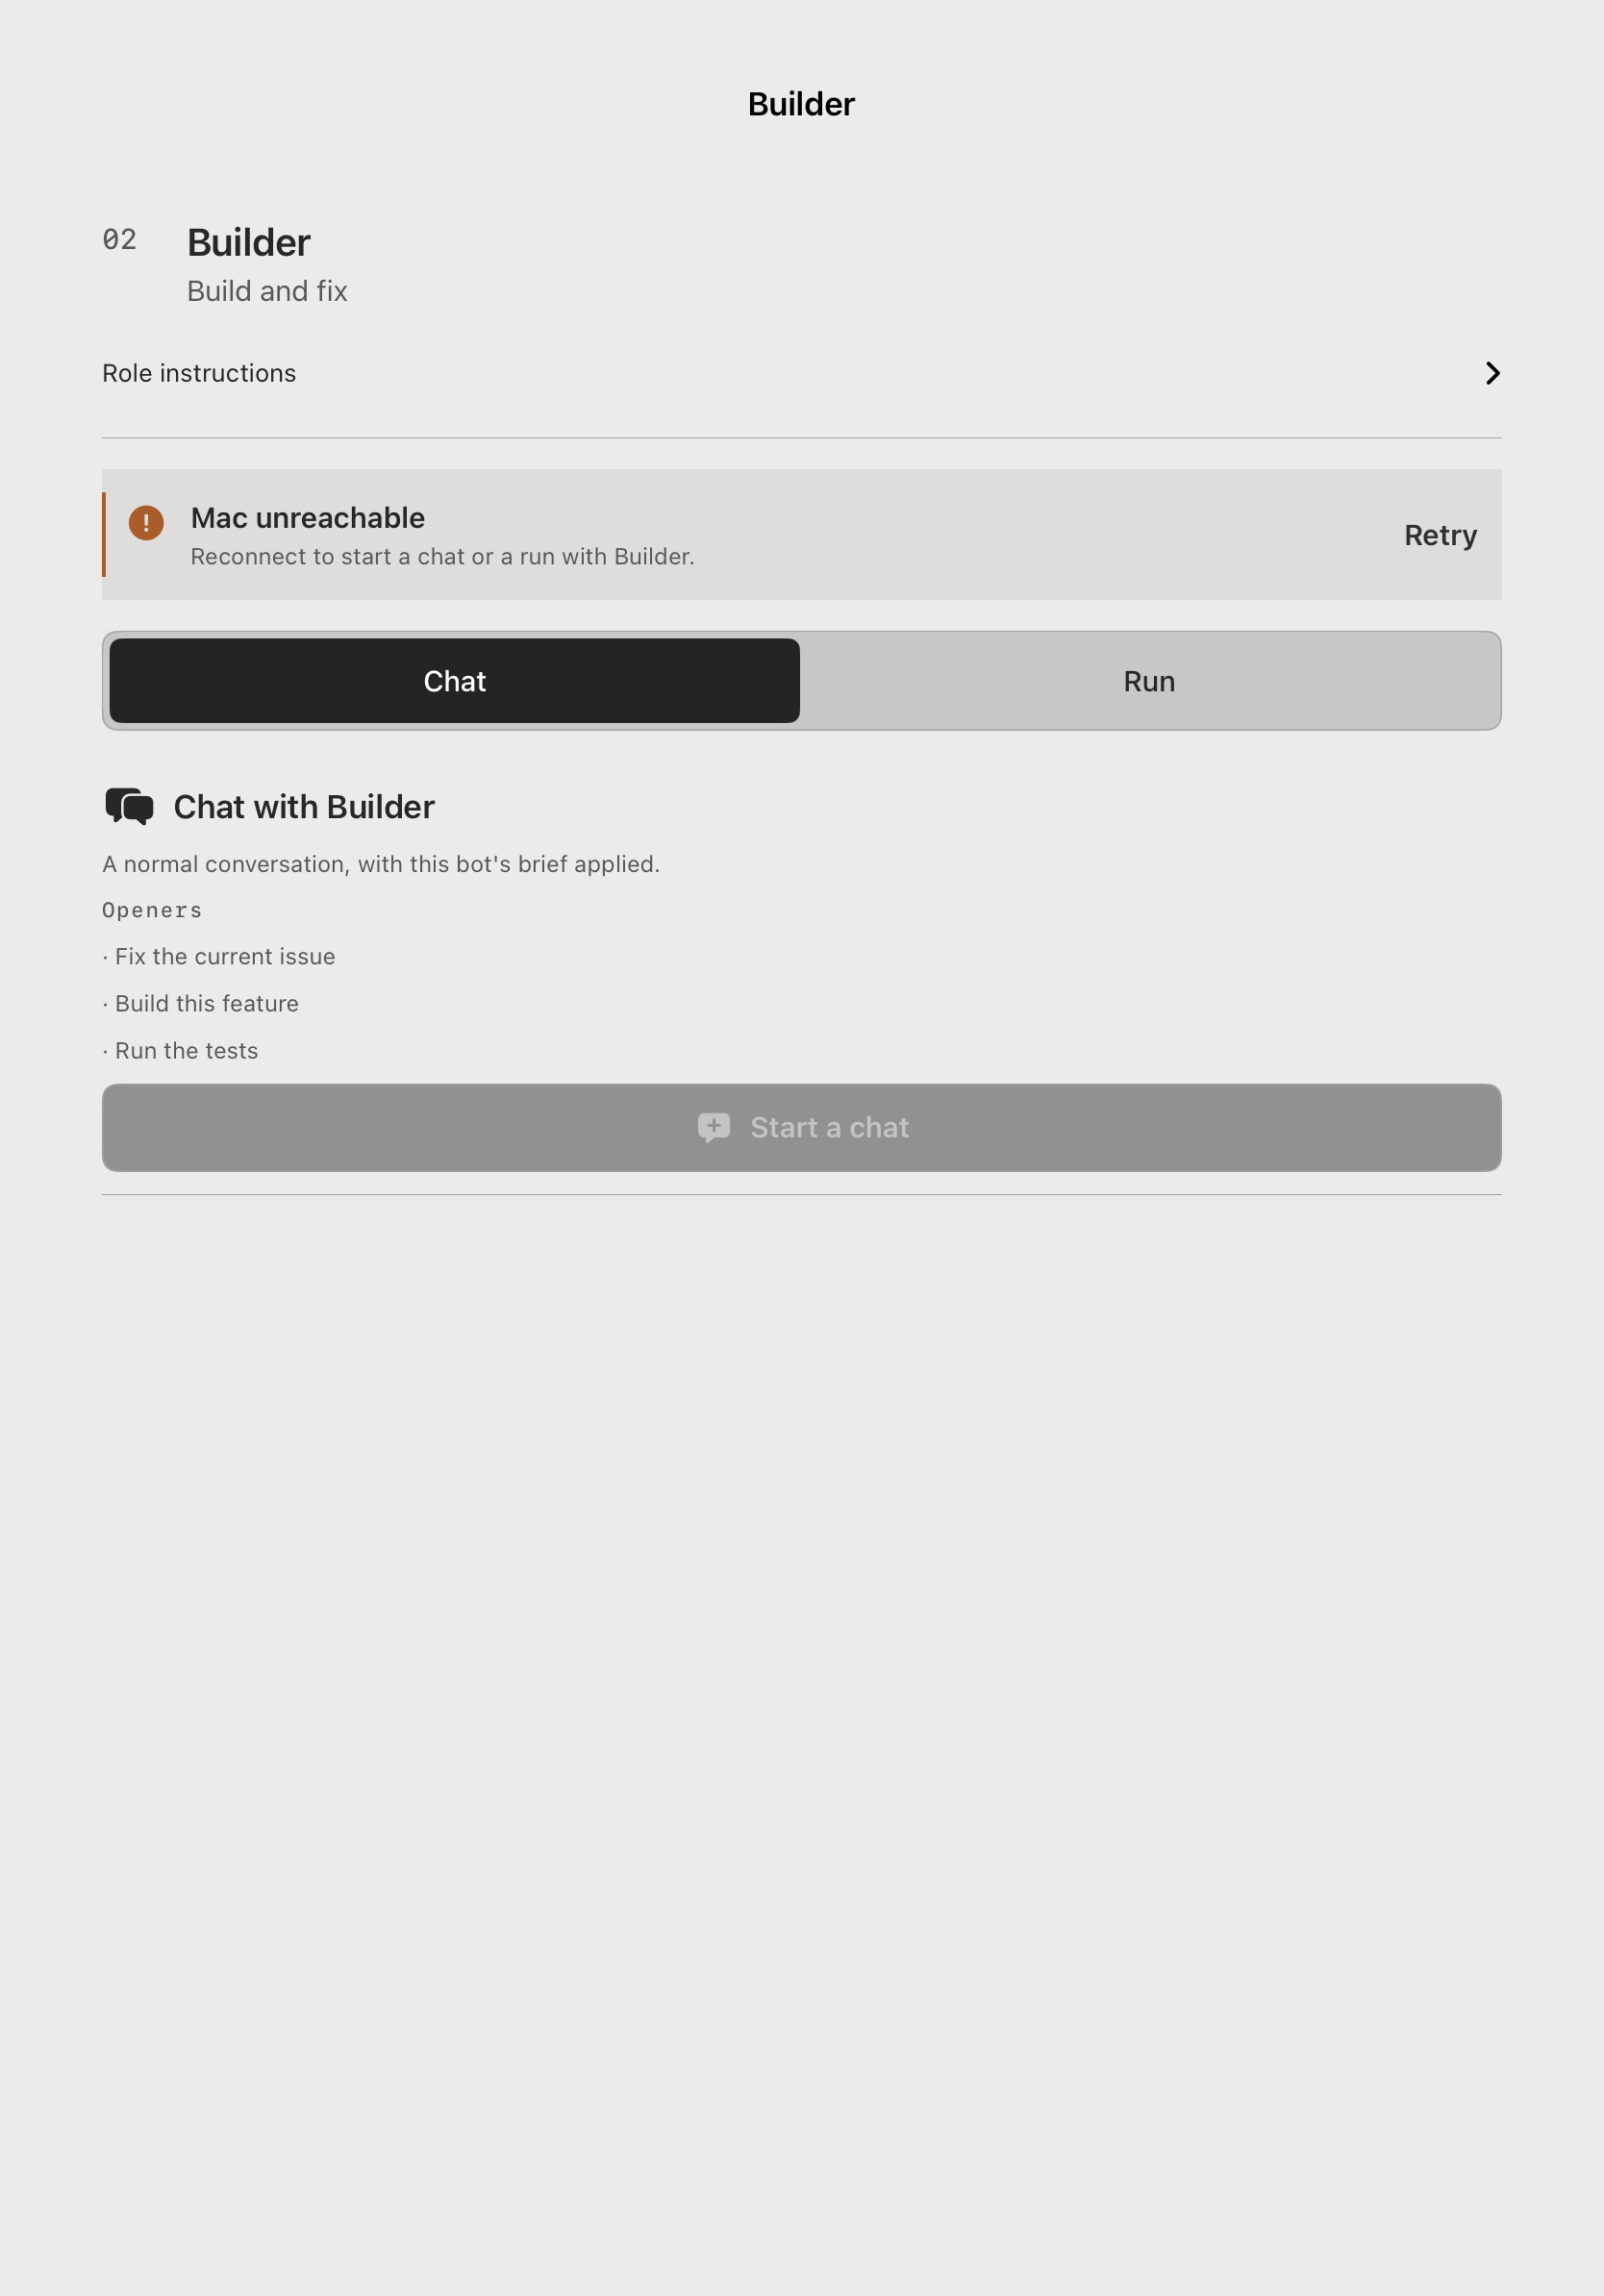 Builder
02
Builder
Build and fix
Role instructions
Mac unreachable
Reconnect to start a chat or a run with Builder.
Retry
Chat
Run
Chat with Builder
A normal conversation, with this bot's brief applied.
Openers
· Fix the current issue
· Build this feature
· Run the tests
Start a chat